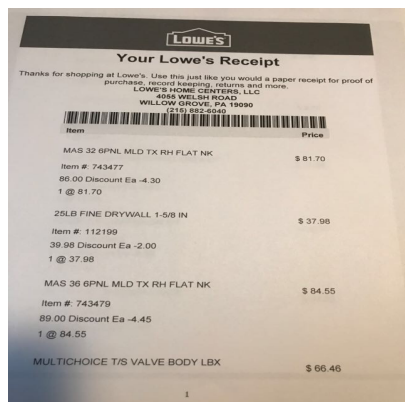 LOWE'S
Your Lowe's Receipt
Thanks for shopping at Lowe's. Use this just like you would a paper receipt for proof of
purchase, record keeping, returns and more.
LOWE'S HOME CENTERS, LLC
4055 WELSH ROAD
WILLOW GROVE, PA 19090
(215) 882-6040
Item Price
MAS 32 6PNL MLD TX RH FLAT NK $ 81.70
Item #: 743477
86.00 Discount Ea -4.30
1 @ 81.70
25LB FINE DRYWALL 1-5/8 IN $ 37.98
Item #: 112199
39.98 Discount Ea -2.00
1 @ 37.98
MAS 36 6PNL MLD TX RH FLAT NK $ 84.55
Item #: 743479
89.00 Discount Ea -4.45
1 @ 84.55
MULTICHOICE T/S VALVE BODY LBX $ 66.46
1